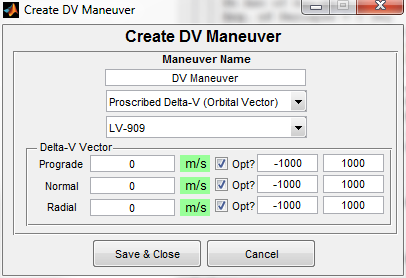 Create DV Maneuver
Create DV Maneuver
Maneuver Name
DV Maneuver
Proscribed Delta-V (Orbital Vector)
LV-909
Delta-V Vector
Prograde 0 m/s Opt? -1000 1000
Normal 0 m/s Opt? -1000 1000
Radial 0 m/s Opt? -1000 1000
Save & Close Cancel